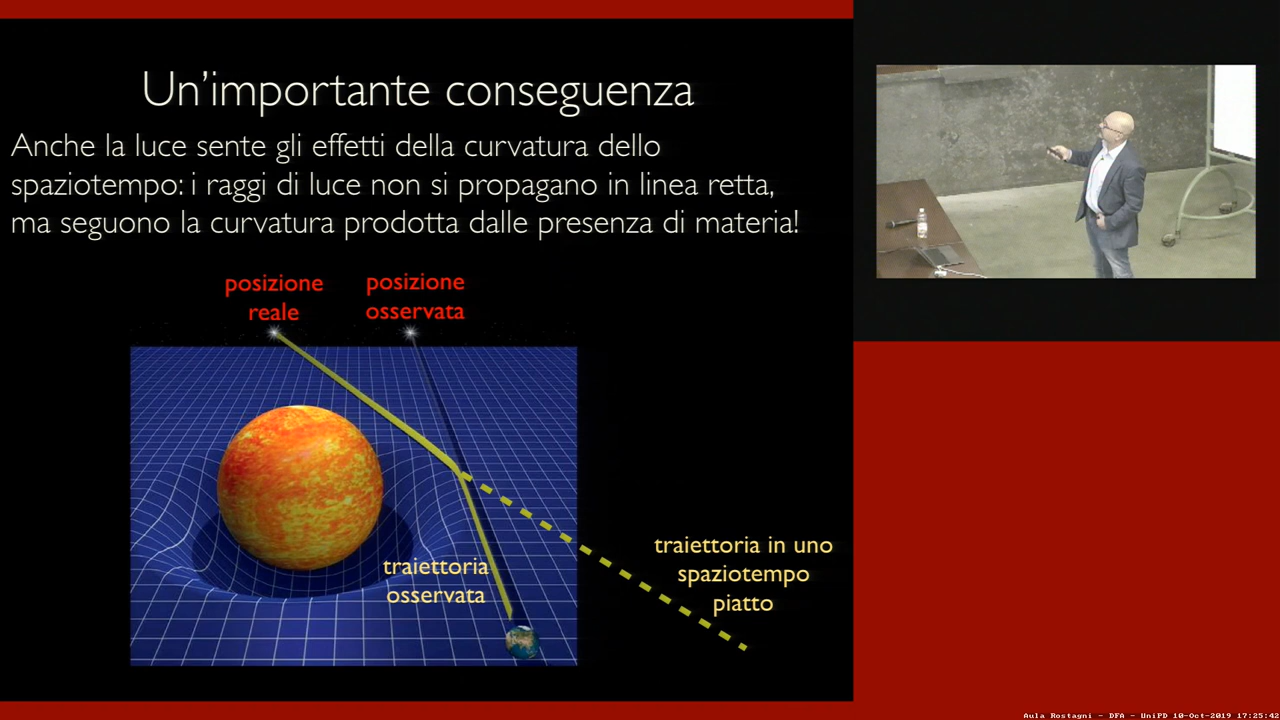 Un'importante conseguenza
Anche la luce sente gli effetti della curvatura dello
spaziotempo: i raggi di luce non si propagano in linea retta,
ma seguono la curvatura prodotta dalle presenza di materia!
posizione
reale
posizione
osservata
traiettoria
osservata
traiettoria in uno
spaziotempo
piatto
Aula Rostagni - DFA - UniPD 10-Oct-2019 17:25:42